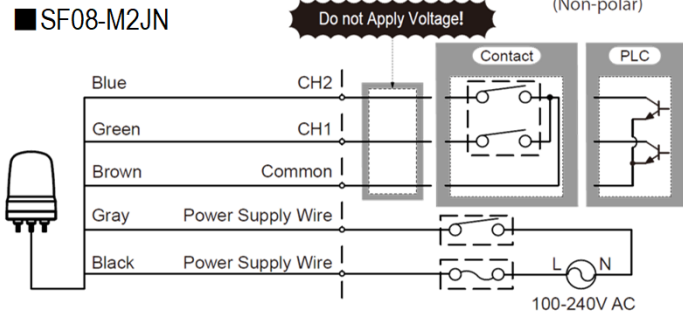 ■SF08-M2JN
Do not Apply Voltage!
(Non-polar)
Contact
PLC
Blue CH2
Green CH1
Brown Common
Gray Power Supply Wire
Black Power Supply Wire
L N
100-240V AC